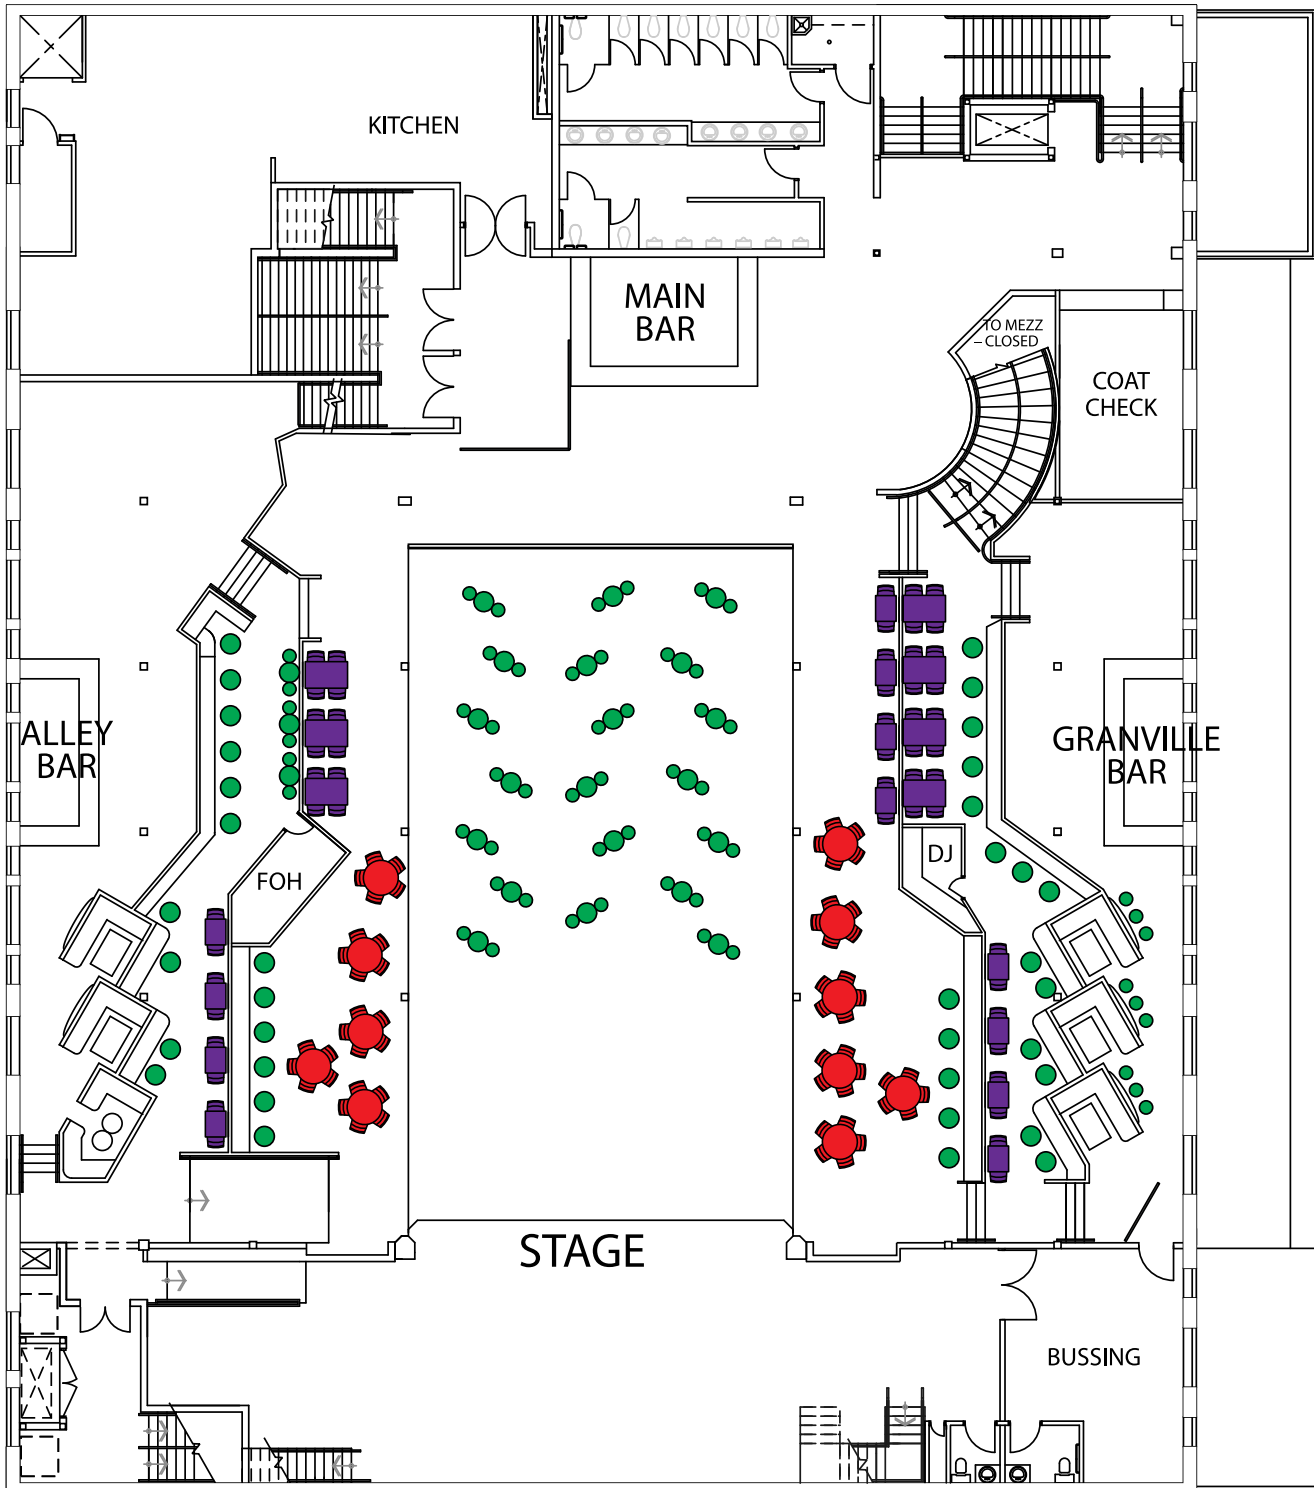 KITCHEN
MAIN
BAR
TO MEZZ
– CLOSED
COAT
CHECK
ALLEY
BAR
GRANVILLE
BAR
DJ
FOH
STAGE
BUSSING